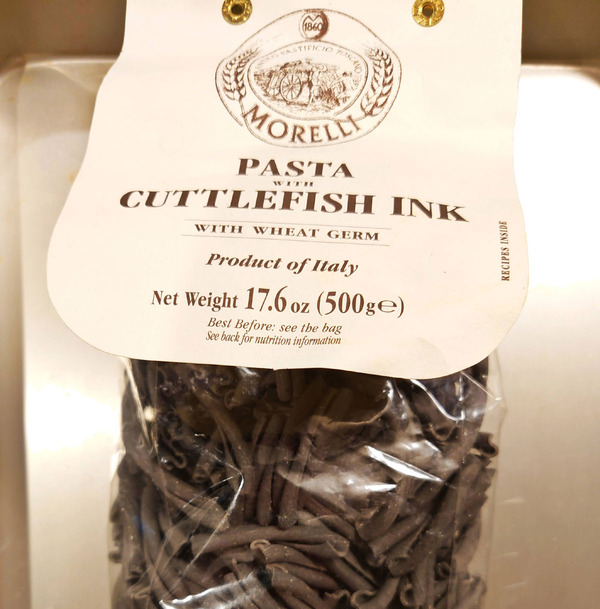 1860
MORELLI
PASTA
WITH
CUTTLEFISH INK
WITH WHEAT GERM
Product of Italy
RECIPES INSIDE
Net Weight 17.6 oz (500g℮)
Best Before: see the bag
See back for nutrition information